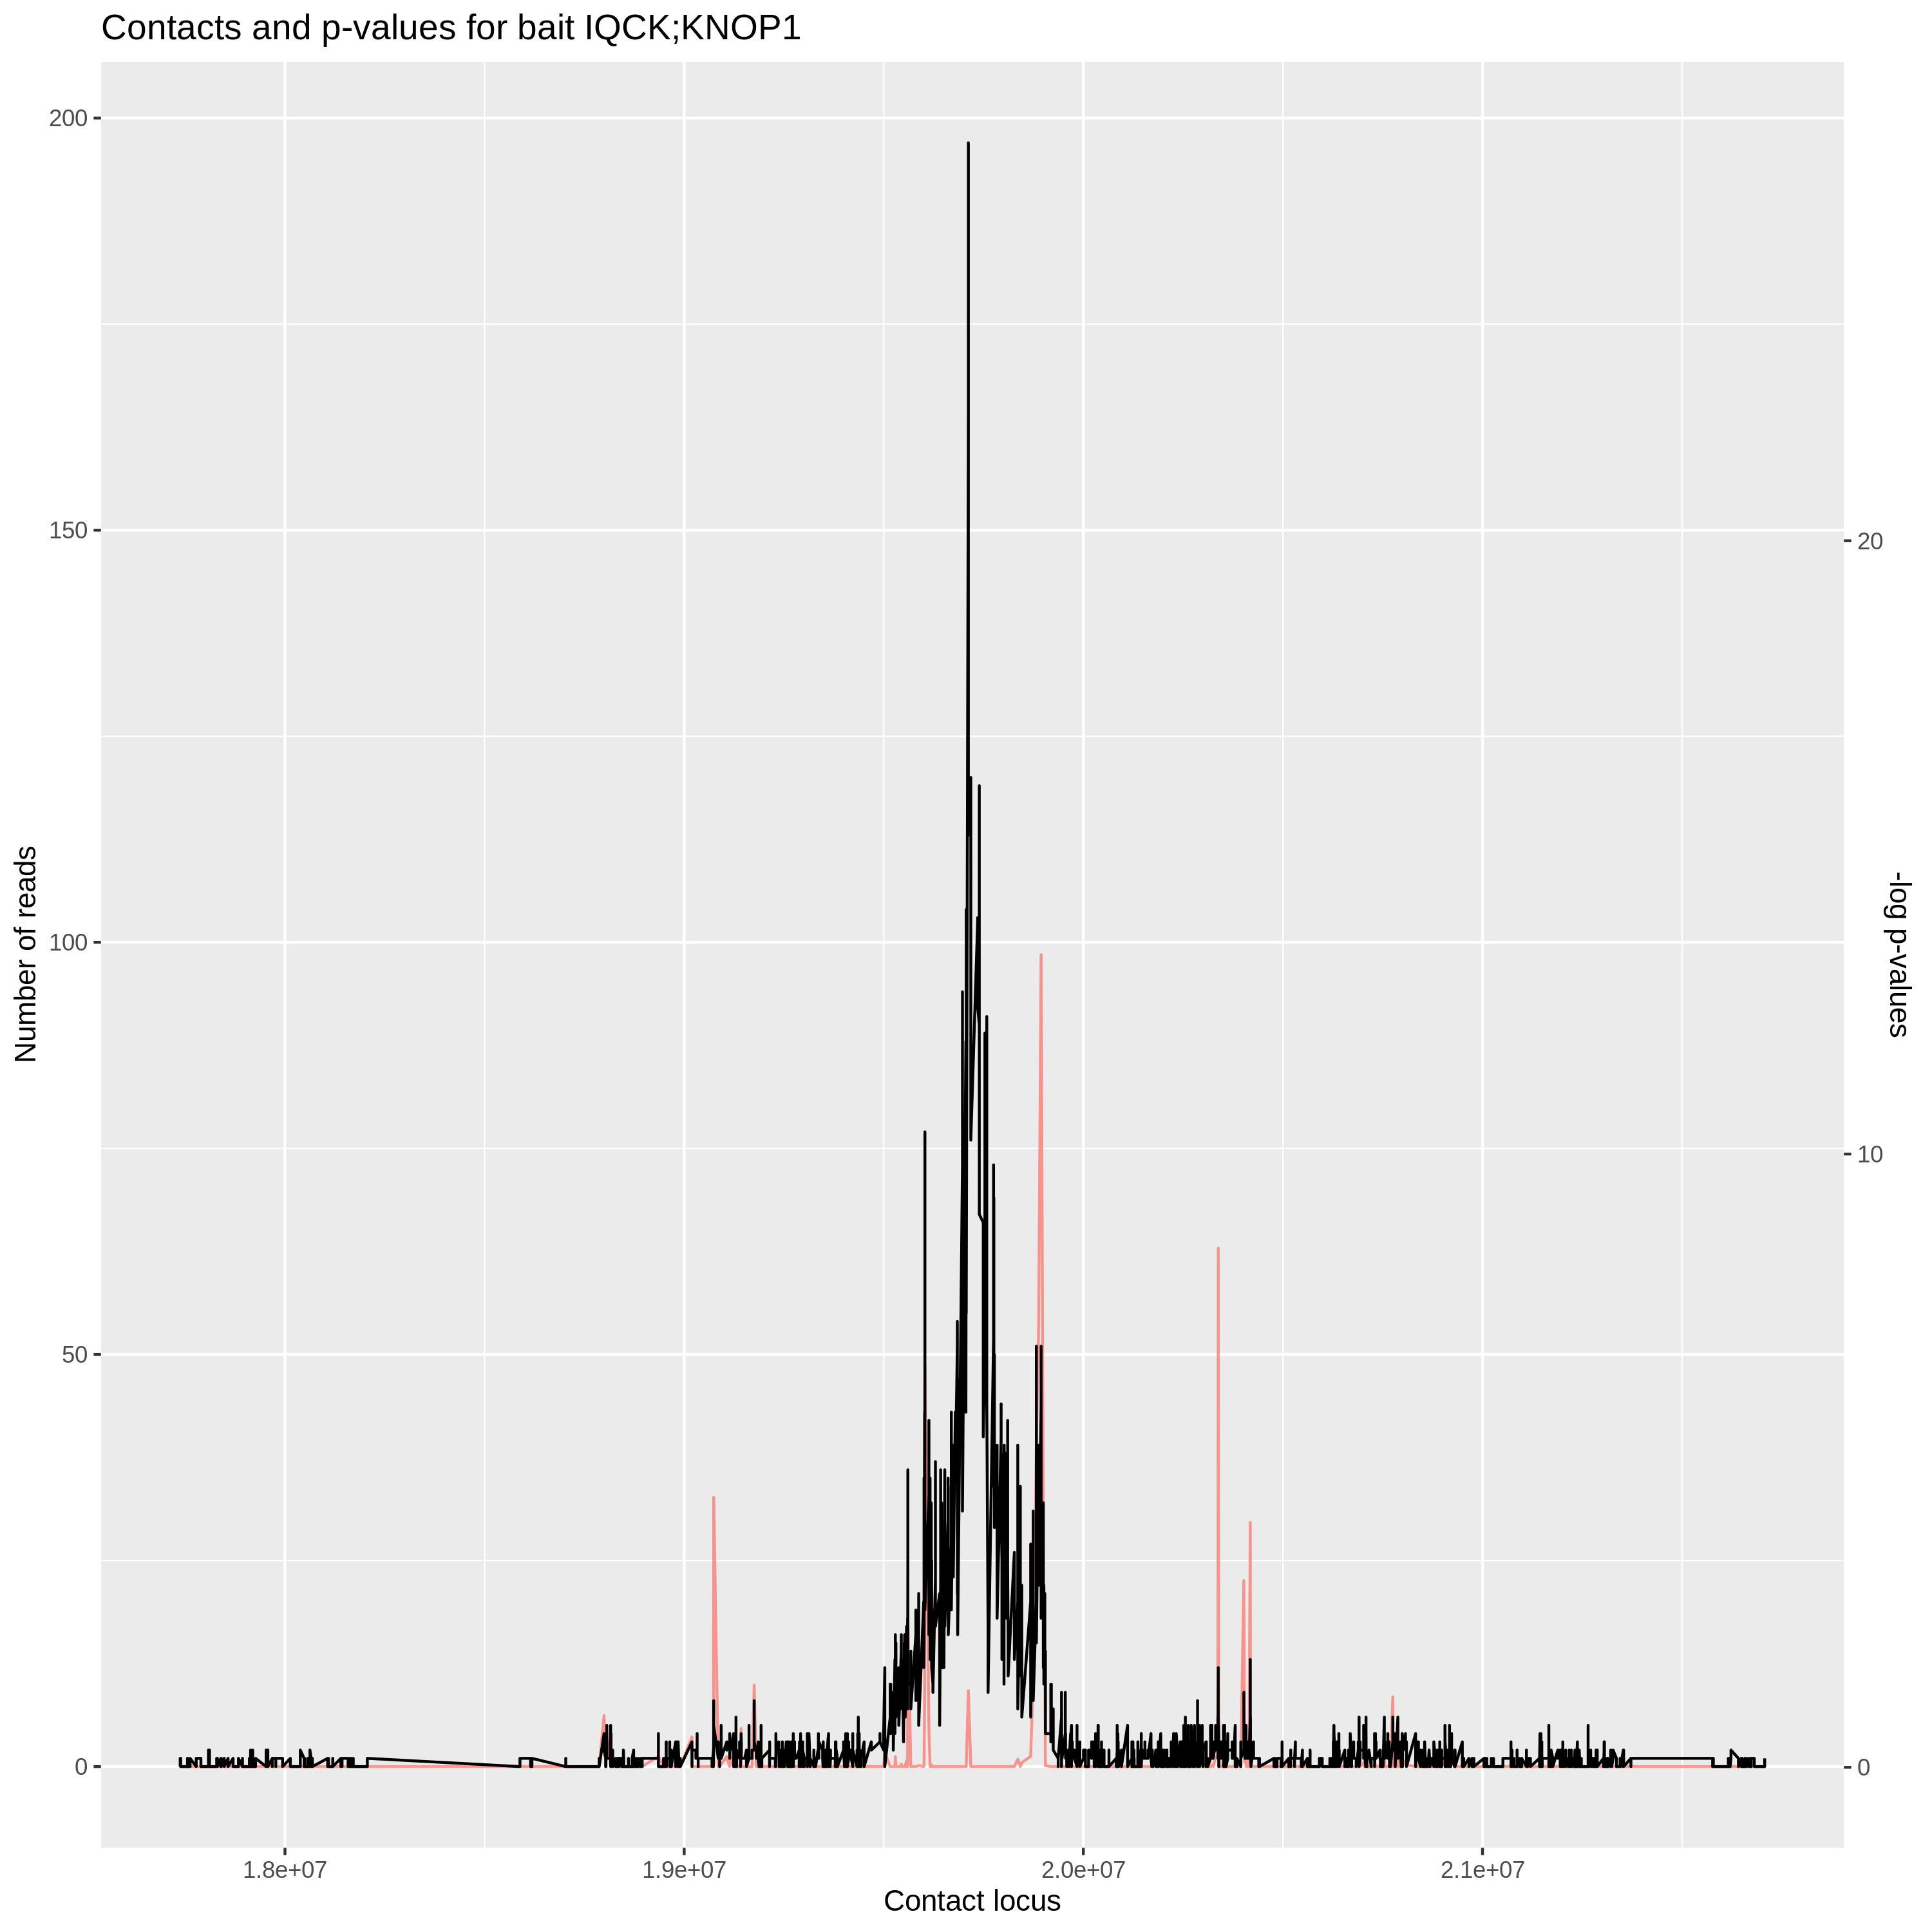 Contacts and p-values for bait IQCK;KNOP1
200
150
100
50
0
Number of reads
20
10
0
-log p-values
1.8e+07
1.9e+07
2.0e+07
2.1e+07
Contact locus